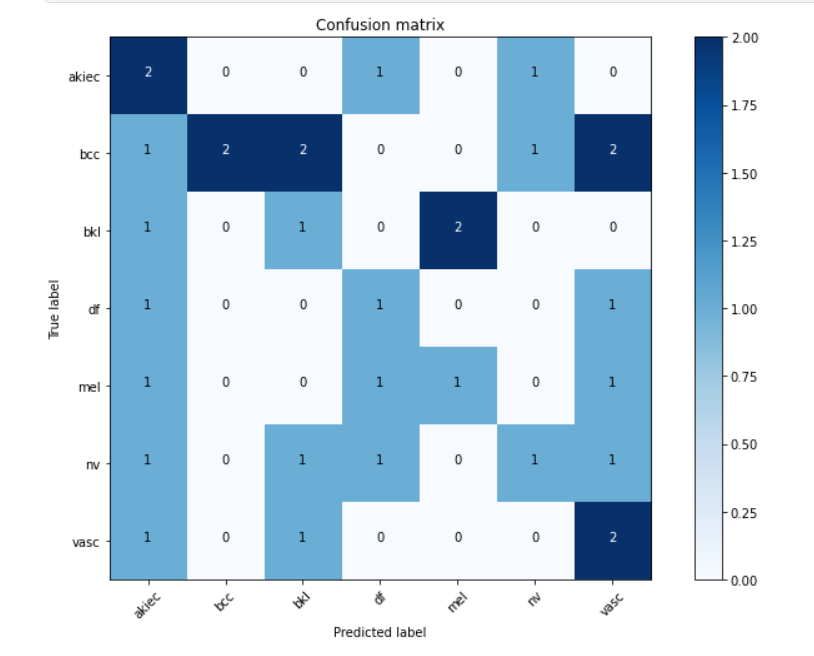 Confusion matrix
akiec 2 0 0 1 0 1 0
bcc 1 2 2 0 0 1 2
bkl 1 0 1 0 2 0 0
df 1 0 0 1 0 0 1
mel 1 0 0 1 1 0 1
nv 1 0 1 1 0 1 1
vasc 1 0 1 0 0 0 2
True label
akiec bcc bkl df mel nv vasc
Predicted label
2.00
1.75
1.50
1.25
1.00
0.75
0.50
0.25
0.00